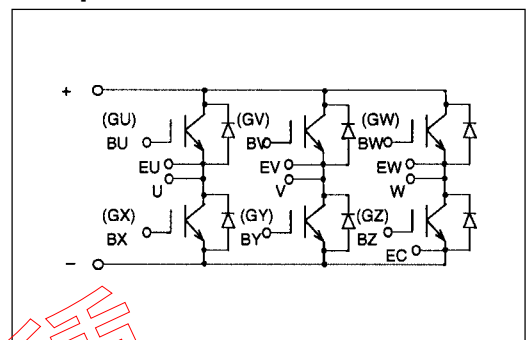 +
(GU) (GV) (GW)
BU BV BW
EU EV EW
U V W
(GX) (GY) (GZ)
BX BY BZ
EC
−